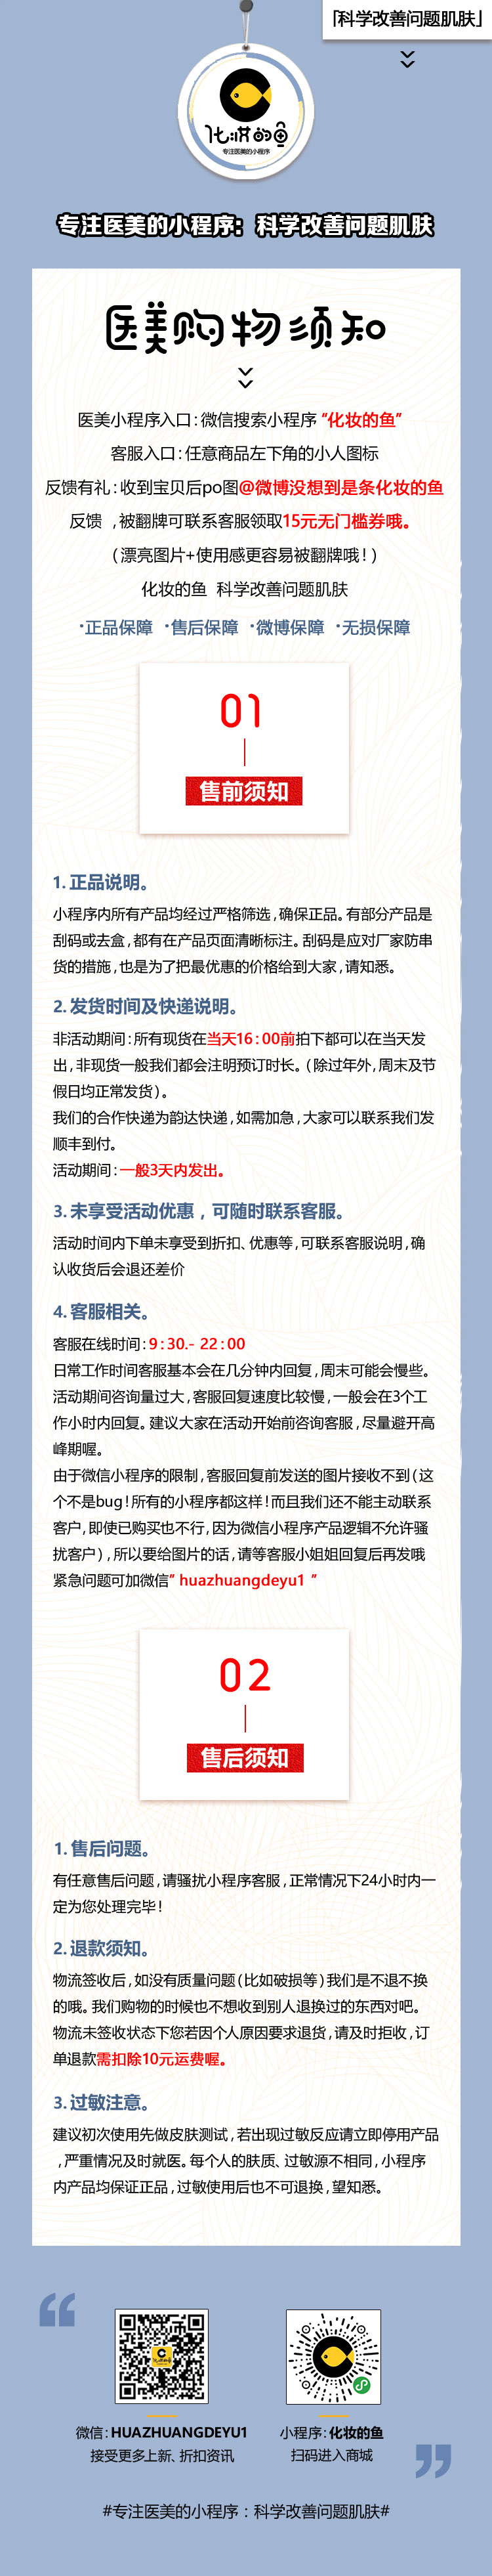 「科学改善问题肌肤」
化妆的鱼
专注医美的小程序
专注医美的小程序：科学改善问题肌肤
医美购物须知
医美小程序入口:微信搜索小程序 "化妆的鱼"
客服入口:任意商品左下角的小人图标
反馈有礼:收到宝贝后po图@微博没想到是条化妆的鱼
反馈 ,被翻牌可联系客服领取15元无门槛券哦。
(漂亮图片+使用感更容易被翻牌哦!)
化妆的鱼 科学改善问题肌肤
·正品保障 ·售后保障 ·微博保障 ·无损保障
01
售前须知
1.正品说明。
小程序内所有产品均经过严格筛选,确保正品。有部分产品是
刮码或去盒,都有在产品页面清晰标注。刮码是应对厂家防串
货的措施,也是为了把最优惠的价格给到大家,请知悉。
2.发货时间及快递说明。
非活动期间:所有现货在当天16:00前拍下都可以在当天发
出,非现货一般我们都会注明预订时长。(除过年外,周末及节
假日均正常发货)。
我们的合作快递为韵达快递,如需加急,大家可以联系我们发
顺丰到付。
活动期间:一般3天内发出。
3.未享受活动优惠，可随时联系客服。
活动时间内下单未享受到折扣、优惠等,可联系客服说明,确
认收货后会退还差价
4.客服相关。
客服在线时间:9:30.- 22:00
日常工作时间客服基本会在几分钟内回复,周末可能会慢些。
活动期间咨询量过大,客服回复速度比较慢,一般会在3个工
作小时内回复。建议大家在活动开始前咨询客服,尽量避开高
峰期喔。
由于微信小程序的限制,客服回复前发送的图片接收不到(这
个不是bug!所有的小程序都这样!而且我们还不能主动联系
客户,即使已购买也不行,因为微信小程序产品逻辑不允许骚
扰客户),所以要给图片的话,请等客服小姐姐回复后再发哦
紧急问题可加微信" huazhuangdeyu1 "
02
售后须知
1.售后问题。
有任意售后问题,请骚扰小程序客服,正常情况下24小时内一
定为您处理完毕!
2.退款须知。
物流签收后,如没有质量问题(比如破损等)我们是不退不换
的哦。我们购物的时候也不想收到别人退换过的东西对吧。
物流未签收状态下您若因个人原因要求退货,请及时拒收,订
单退款需扣除10元运费喔。
3.过敏注意。
建议初次使用先做皮肤测试,若出现过敏反应请立即停用产品
,严重情况及时就医。每个人的肤质、过敏源不相同,小程序
内产品均保证正品,过敏使用后也不可退换,望知悉。
微信:HUAZHUANGDEYU1
接受更多上新、折扣资讯
小程序:化妆的鱼
扫码进入商城
#专注医美的小程序：科学改善问题肌肤#